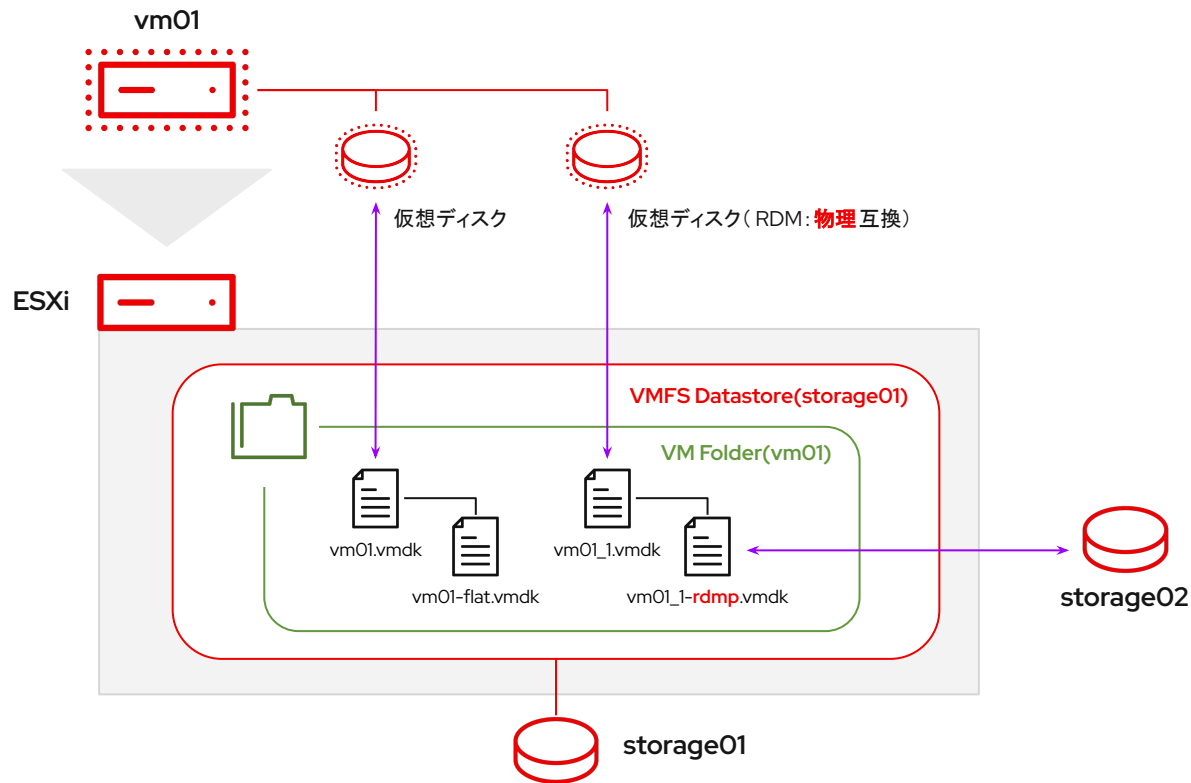 vm01
仮想ディスク
仮想ディスク( RDM:物理互換)
ESXi
VMFS Datastore(storage01)
VM Folder(vm01)
vm01.vmdk
vm01_1.vmdk
vm01-flat.vmdk
vm01_1-rdmp.vmdk
storage02
storage01